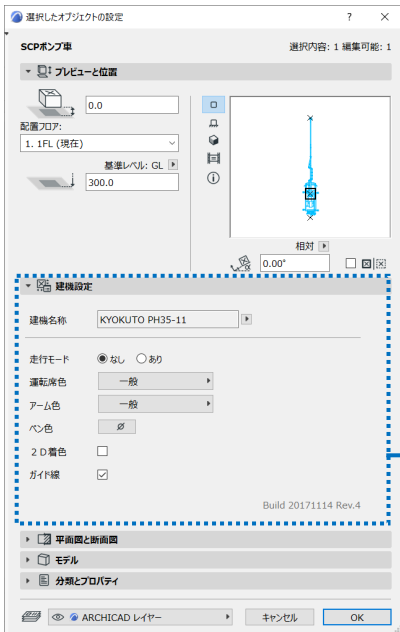 選択したオブジェクトの設定 ? ×
SCPポンプ車 選択内容: 1 編集可能: 1
プレビューと位置
0.0
配置フロア:
1. 1FL (現在)
基準レベル: GL
300.0
相対
0.00°
建機設定
建機名称 KYOKUTO PH35-11
走行モード なし あり
運転席色 一般
アーム色 一般
ペン色
2D着色
ガイド線
Build 20171114 Rev.4
平面図と断面図
モデル
分類とプロパティ
ARCHICAD レイヤー キャンセル OK